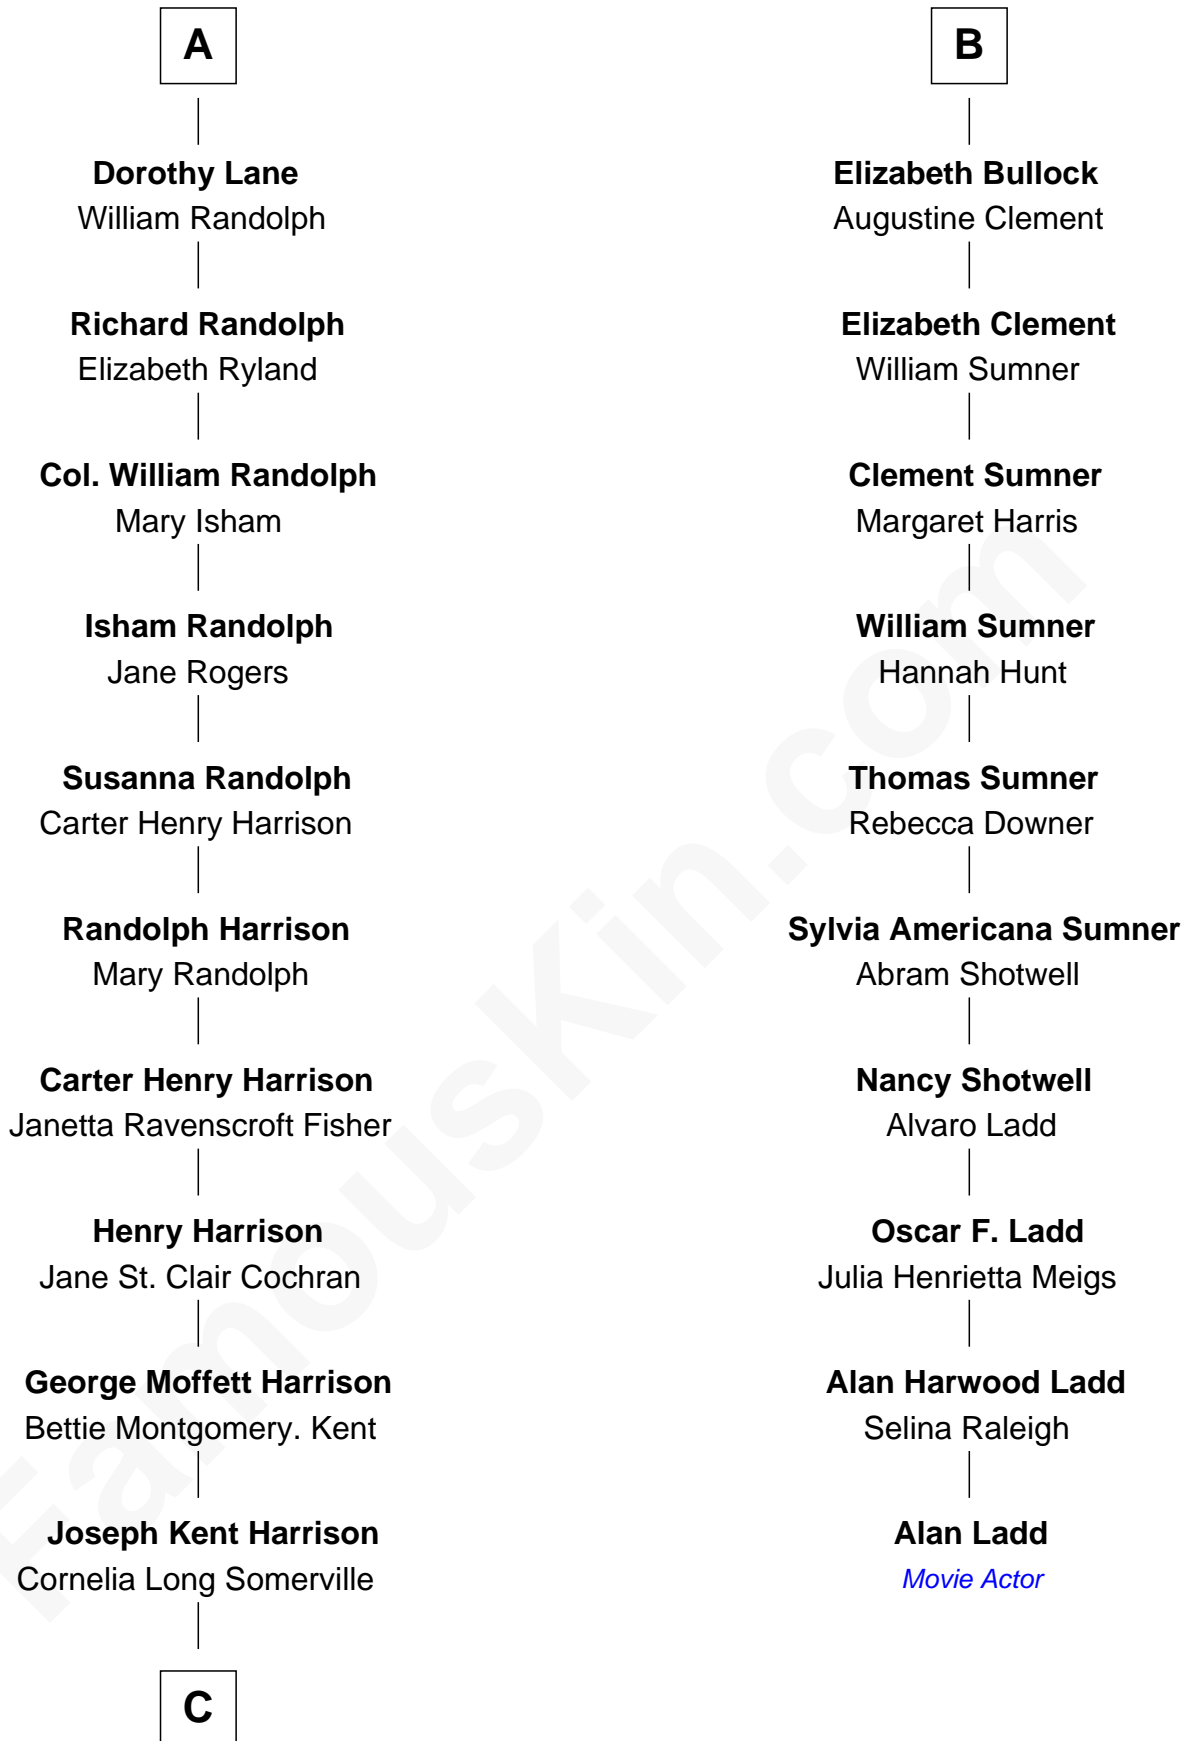 A
Dorothy Lane
William Randolph
Richard Randolph
Elizabeth Ryland
Col. William Randolph
Mary Isham
Isham Randolph
Jane Rogers
Susanna Randolph
Carter Henry Harrison
Randolph Harrison
Mary Randolph
Carter Henry Harrison
Janetta Ravenscroft Fisher
Henry Harrison
Jane St. Clair Cochran
George Moffett Harrison
Bettie Montgomery. Kent
Joseph Kent Harrison
Cornelia Long Somerville
C
B
Elizabeth Bullock
Augustine Clement
Elizabeth Clement
William Sumner
Clement Sumner
Margaret Harris
William Sumner
Hannah Hunt
Thomas Sumner
Rebecca Downer
Sylvia Americana Sumner
Abram Shotwell
Nancy Shotwell
Alvaro Ladd
Oscar F. Ladd
Julia Henrietta Meigs
Alan Harwood Ladd
Selina Raleigh
Alan Ladd
Movie Actor
FamousKin.com